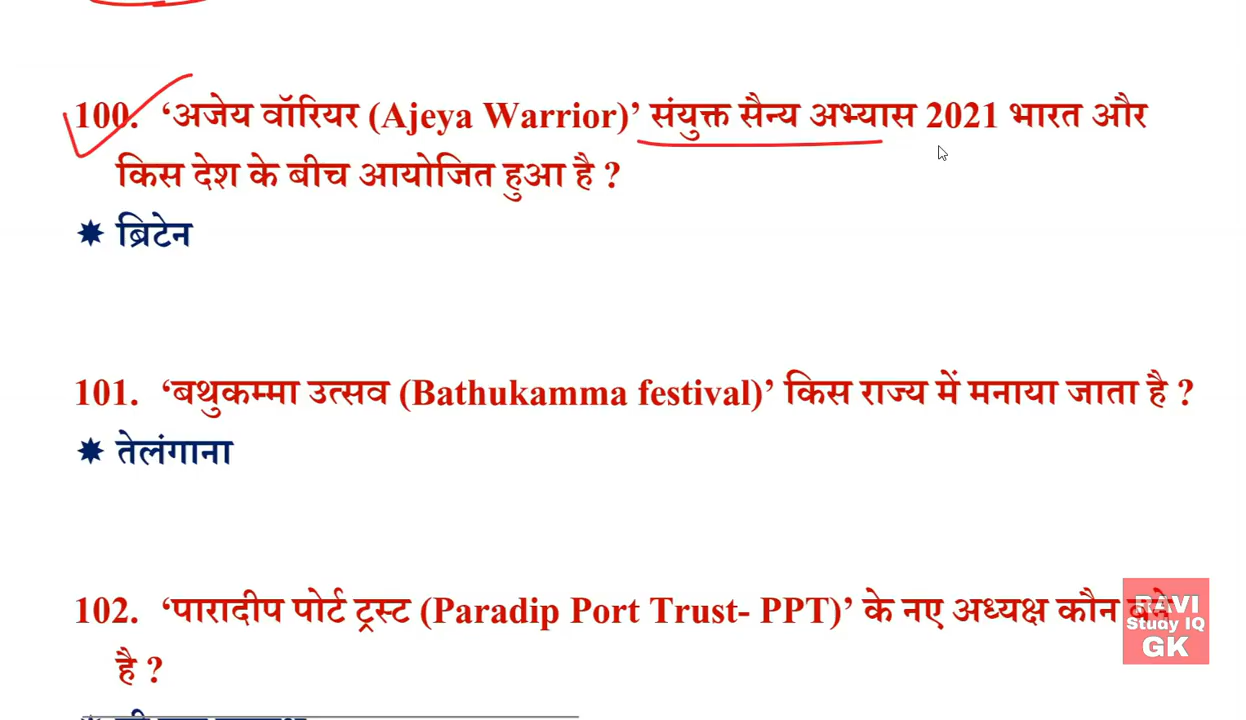 100. ‘अजेय वॉरियर (Ajeya Warrior)’ संयुक्त सैन्य अभ्यास 2021 भारत और
किस देश के बीच आयोजित हुआ है ?
✷ ब्रिटेन
101. ‘बथुकम्मा उत्सव (Bathukamma festival)’ किस राज्य में मनाया जाता है ?
✷ तेलंगाना
102. ‘पारादीप पोर्ट ट्रस्ट (Paradip Port Trust- PPT)’ के नए अध्यक्ष कौन बने
है ?
RAVI
Study IQ
GK